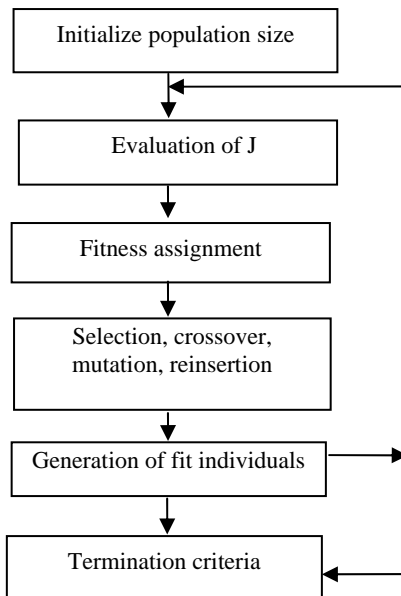 Initialize population size
Evaluation of J
Fitness assignment
Selection, crossover,
mutation, reinsertion
Generation of fit individuals
Termination criteria